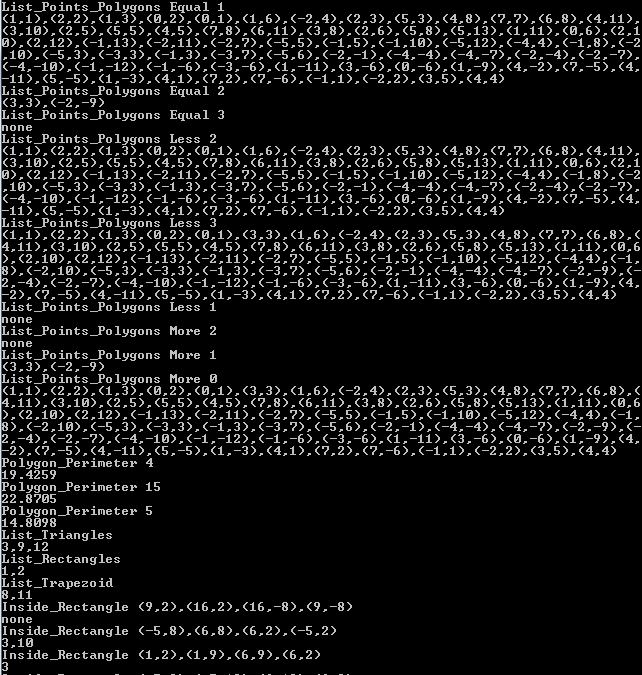 List_Points_Polygons Equal 1
(1,1),(2,2),(1,3),(0,2),(0,1),(1,6),(-2,4),(2,3),(5,3),(4,8),(7,7),(6,8),(4,11),
(3,10),(2,5),(5,5),(4,5),(7,8),(6,11),(3,8),(2,6),(5,8),(5,13),(1,11),(0,6),(2,1
0),(2,12),(-1,13),(-2,11),(-2,7),(-5,5),(-1,5),(-1,10),(-5,12),(-4,4),(-1,8),(-2
,10),(-5,3),(-3,3),(-1,3),(-3,7),(-5,6),(-2,-1),(-4,-4),(-4,-7),(-2,-4),(-2,-7),
(-4,-10),(-1,-12),(-1,-6),(-3,-6),(1,-11),(3,-6),(0,-6),(1,-9),(4,-2),(7,-5),(4,
-11),(5,-5),(1,-3),(4,1),(7,2),(7,-6),(-1,1),(-2,2),(3,5),(4,4)
List_Points_Polygons Equal 2
(3,3),(-2,-9)
List_Points_Polygons Equal 3
none
List_Points_Polygons Less 2
(1,1),(2,2),(1,3),(0,2),(0,1),(1,6),(-2,4),(2,3),(5,3),(4,8),(7,7),(6,8),(4,11),
(3,10),(2,5),(5,5),(4,5),(7,8),(6,11),(3,8),(2,6),(5,8),(5,13),(1,11),(0,6),(2,1
0),(2,12),(-1,13),(-2,11),(-2,7),(-5,5),(-1,5),(-1,10),(-5,12),(-4,4),(-1,8),(-2
,10),(-5,3),(-3,3),(-1,3),(-3,7),(-5,6),(-2,-1),(-4,-4),(-4,-7),(-2,-4),(-2,-7),
(-4,-10),(-1,-12),(-1,-6),(-3,-6),(1,-11),(3,-6),(0,-6),(1,-9),(4,-2),(7,-5),(4,
-11),(5,-5),(1,-3),(4,1),(7,2),(7,-6),(-1,1),(-2,2),(3,5),(4,4)
List_Points_Polygons Less 3
(1,1),(2,2),(1,3),(0,2),(0,1),(3,3),(1,6),(-2,4),(2,3),(5,3),(4,8),(7,7),(6,8),(
4,11),(3,10),(2,5),(5,5),(4,5),(7,8),(6,11),(3,8),(2,6),(5,8),(5,13),(1,11),(0,6
),(2,10),(2,12),(-1,13),(-2,11),(-2,7),(-5,5),(-1,5),(-1,10),(-5,12),(-4,4),(-1,
8),(-2,10),(-5,3),(-3,3),(-1,3),(-3,7),(-5,6),(-2,-1),(-4,-4),(-4,-7),(-2,-9),(-
2,-4),(-2,-7),(-4,-10),(-1,-12),(-1,-6),(-3,-6),(1,-11),(3,-6),(0,-6),(1,-9),(4,
-2),(7,-5),(4,-11),(5,-5),(1,-3),(4,1),(7,2),(7,-6),(-1,1),(-2,2),(3,5),(4,4)
List_Points_Polygons Less 1
none
List_Points_Polygons More 2
none
List_Points_Polygons More 1
(3,3),(-2,-9)
List_Points_Polygons More 0
(1,1),(2,2),(1,3),(0,2),(0,1),(3,3),(1,6),(-2,4),(2,3),(5,3),(4,8),(7,7),(6,8),(
4,11),(3,10),(2,5),(5,5),(4,5),(7,8),(6,11),(3,8),(2,6),(5,8),(5,13),(1,11),(0,6
),(2,10),(2,12),(-1,13),(-2,11),(-2,7),(-5,5),(-1,5),(-1,10),(-5,12),(-4,4),(-1,
8),(-2,10),(-5,3),(-3,3),(-1,3),(-3,7),(-5,6),(-2,-1),(-4,-4),(-4,-7),(-2,-9),(-
2,-4),(-2,-7),(-4,-10),(-1,-12),(-1,-6),(-3,-6),(1,-11),(3,-6),(0,-6),(1,-9),(4,
-2),(7,-5),(4,-11),(5,-5),(1,-3),(4,1),(7,2),(7,-6),(-1,1),(-2,2),(3,5),(4,4)
Polygon_Perimeter 4
19.4259
Polygon_Perimeter 15
22.8705
Polygon_Perimeter 5
14.8098
List_Triangles
3,9,12
List_Rectangles
1,2
List_Trapezoid
8,11
Inside_Rectangle (9,2),(16,2),(16,-8),(9,-8)
none
Inside_Rectangle (-5,8),(6,8),(6,2),(-5,2)
3,10
Inside_Rectangle (1,2),(1,9),(6,9),(6,2)
3